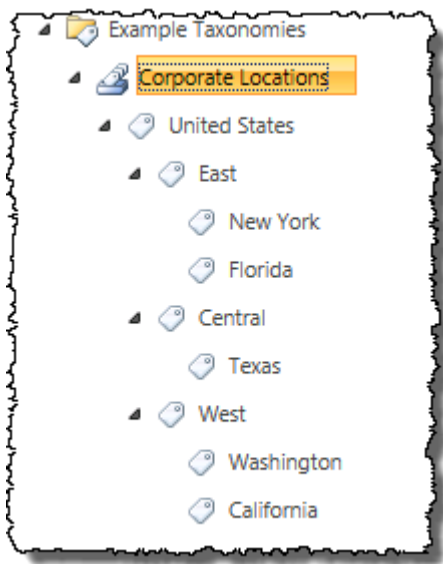 Example Taxonomies
Corporate Locations
United States
East
New York
Florida
Central
Texas
West
Washington
California